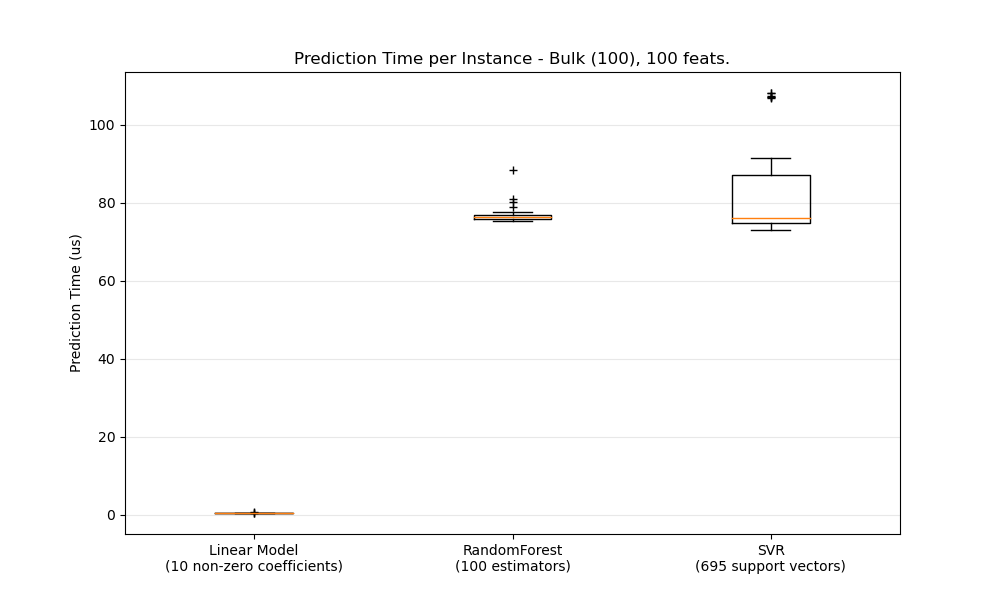 Prediction Time per Instance - Bulk (100), 100 feats.
Prediction Time (us)
100
80
60
40
20
0
Linear Model
(10 non-zero coefficients)
RandomForest
(100 estimators)
SVR
(695 support vectors)